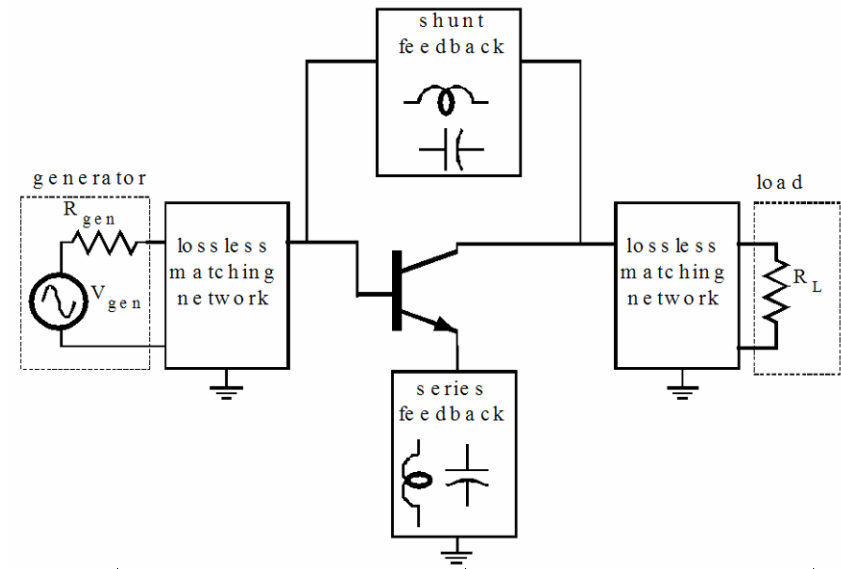 shunt
feedback
generator
R gen
V gen
lossless
matching
network
lossless
matching
network
load
R L
series
feedback